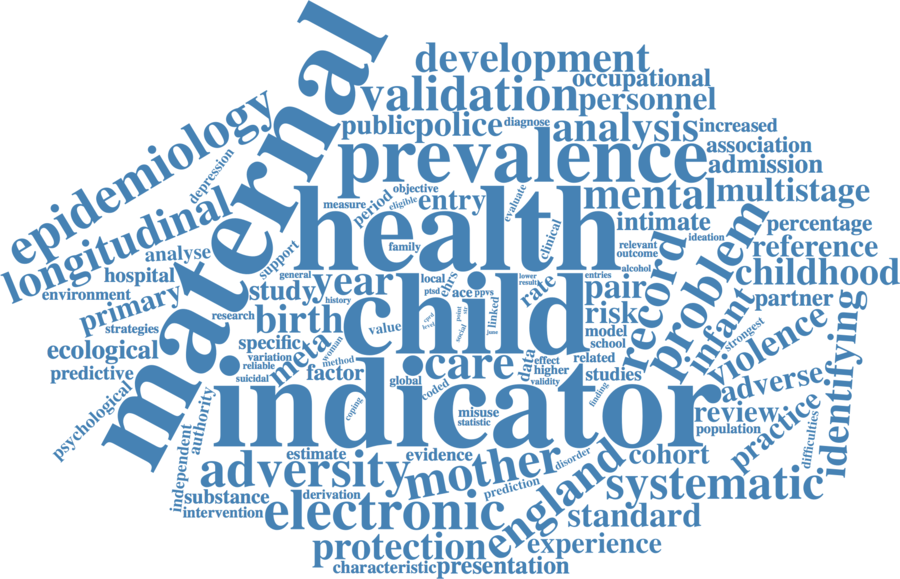 development
occupational
validation
personnel
maternal
public
police
diagnose
analysis
increased
epidemiology
prevalence
association
admission
depression
objective
mental
multistage
measure
period
eligible
entry
evaluate
longitudinal
health
intimate
percentage
analyse
support
family
clinical
relevant
ideation
outcome
reference
problem
hospital
general
local
ehrs
lower
result
entries
alcohol
record
childhood
environment
study
year
ptsd
ace
ppvs
rate
pair
infant
partner
primary
research
history
child
linked
risk
strategies
birth
value
cprd
level
point
social
model
strongest
violence
ecological
specific
woman
school
identifying
variation
meta
method
care
data
effect
related
predictive
reliable
factor
higher
studies
adverse
suicidal
global
coded
validity
finding
psychological
indicator
coping
misuse
statistic
review
practice
population
authority
independent
estimate
evidence
disorder
cohort
difficulties
adversity
mother
england
substance
derivation
prediction
systematic
intervention
electronic
standard
protection
experience
characteristic
presentation